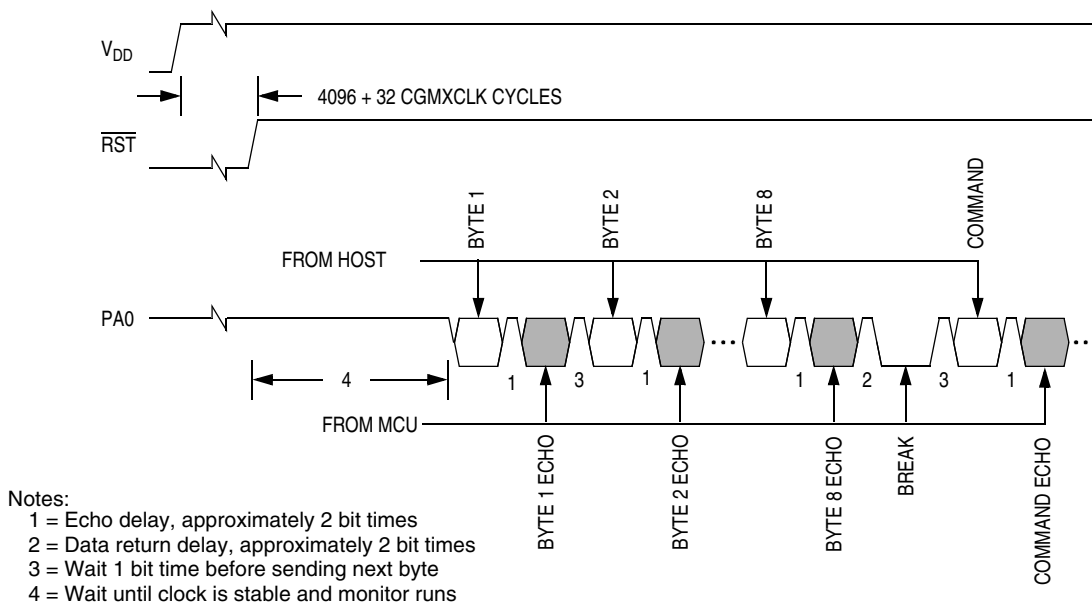 VDD
4096 + 32 CGMXCLK CYCLES
RST
BYTE 1
BYTE 2
BYTE 8
COMMAND
FROM HOST
PA0
1
3
1
1
2
3
1
4
FROM MCU
BYTE 1 ECHO
BYTE 2 ECHO
BYTE 8 ECHO
BREAK
COMMAND ECHO
Notes:
1 = Echo delay, approximately 2 bit times
2 = Data return delay, approximately 2 bit times
3 = Wait 1 bit time before sending next byte
4 = Wait until clock is stable and monitor runs